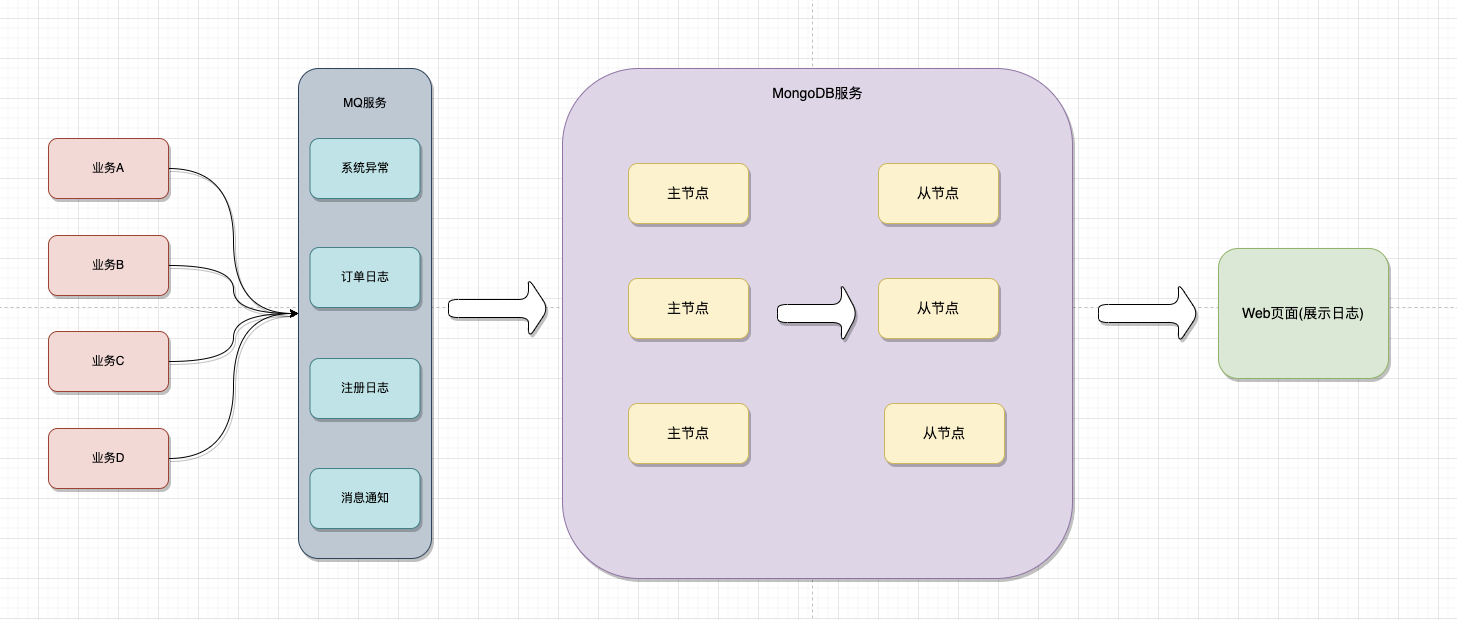 业务A
业务B
业务C
业务D
MQ服务
系统异常
订单日志
注册日志
消息通知
MongoDB服务
主节点
从节点
主节点
从节点
主节点
从节点
Web页面(展示日志)